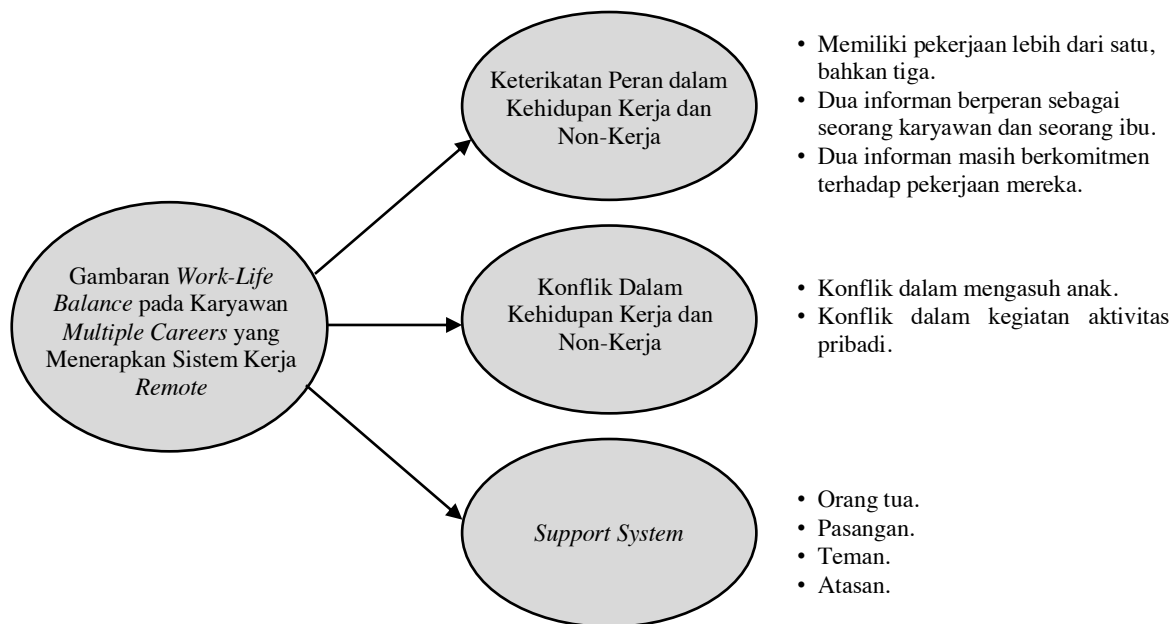 Gambaran Work-Life
Balance pada Karyawan
Multiple Careers yang
Menerapkan Sistem Kerja
Remote
Keterikatan Peran dalam
Kehidupan Kerja dan
Non-Kerja
• Memiliki pekerjaan lebih dari satu,
bahkan tiga.
• Dua informan berperan sebagai
seorang karyawan dan seorang ibu.
• Dua informan masih berkomitmen
terhadap pekerjaan mereka.
Konflik Dalam
Kehidupan Kerja dan
Non-Kerja
• Konflik dalam mengasuh anak.
• Konflik dalam kegiatan aktivitas
pribadi.
Support System
• Orang tua.
• Pasangan.
• Teman.
• Atasan.